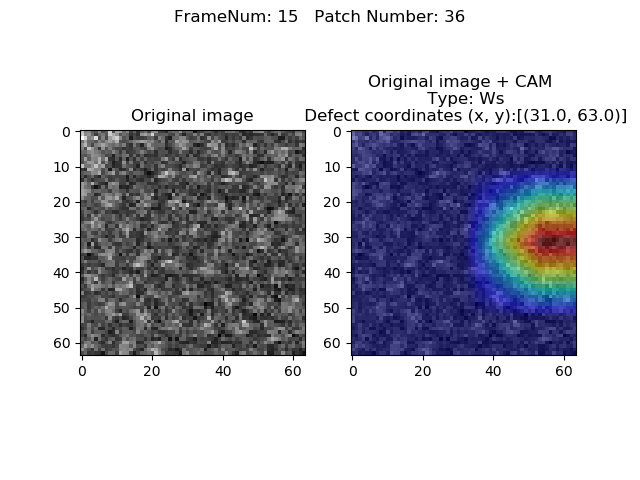 FrameNum: 15   Patch Number: 36
Original image
Original image + CAM
Type: Ws
Defect coordinates (x, y):[(31.0, 63.0)]
0
10
20
30
40
50
60
0 20 40 60
0
10
20
30
40
50
60
0 20 40 60